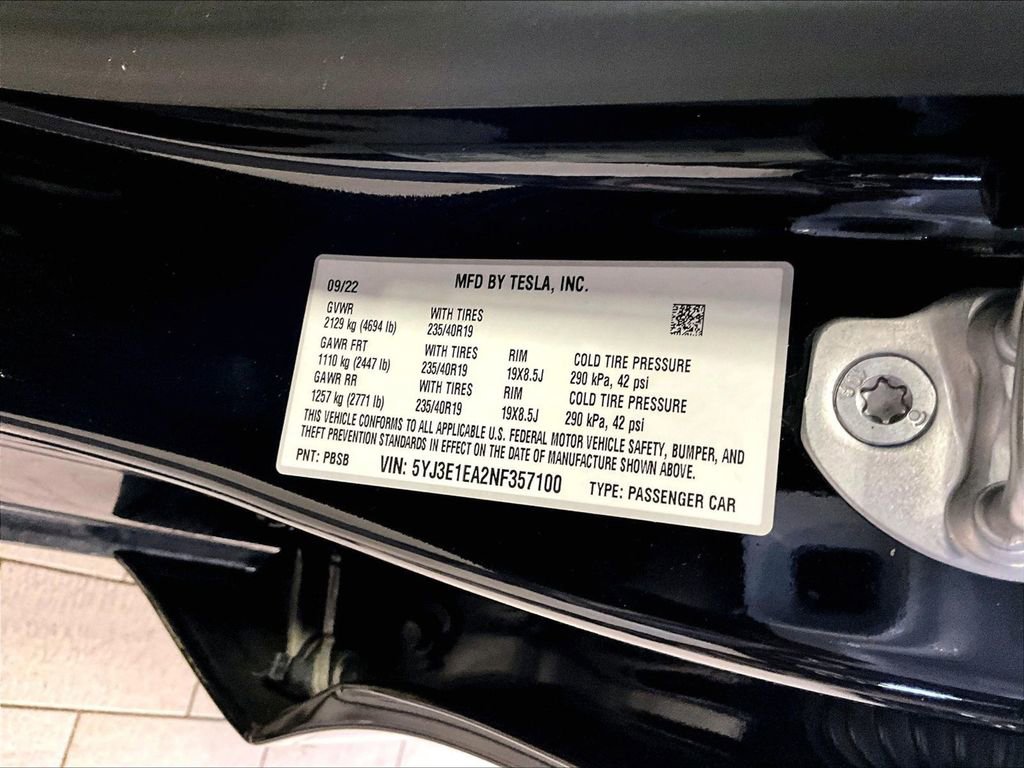 09/22 MFD BY TESLA, INC.
GVWR WITH TIRES
2129 kg (4694 lb) 235/40R19
GAWR FRT WITH TIRES RIM COLD TIRE PRESSURE
1110 kg (2447 lb) 235/40R19 19X8.5J 290 kPa, 42 psi
GAWR RR WITH TIRES RIM COLD TIRE PRESSURE
1257 kg (2771 lb) 235/40R19 19X8.5J 290 kPa, 42 psi
THIS VEHICLE CONFORMS TO ALL APPLICABLE U.S. FEDERAL MOTOR VEHICLE SAFETY, BUMPER, AND
THEFT PREVENTION STANDARDS IN EFFECT ON THE DATE OF MANUFACTURE SHOWN ABOVE.
PNT: PBSB VIN: 5YJ3E1EA2NF357100 TYPE: PASSENGER CAR